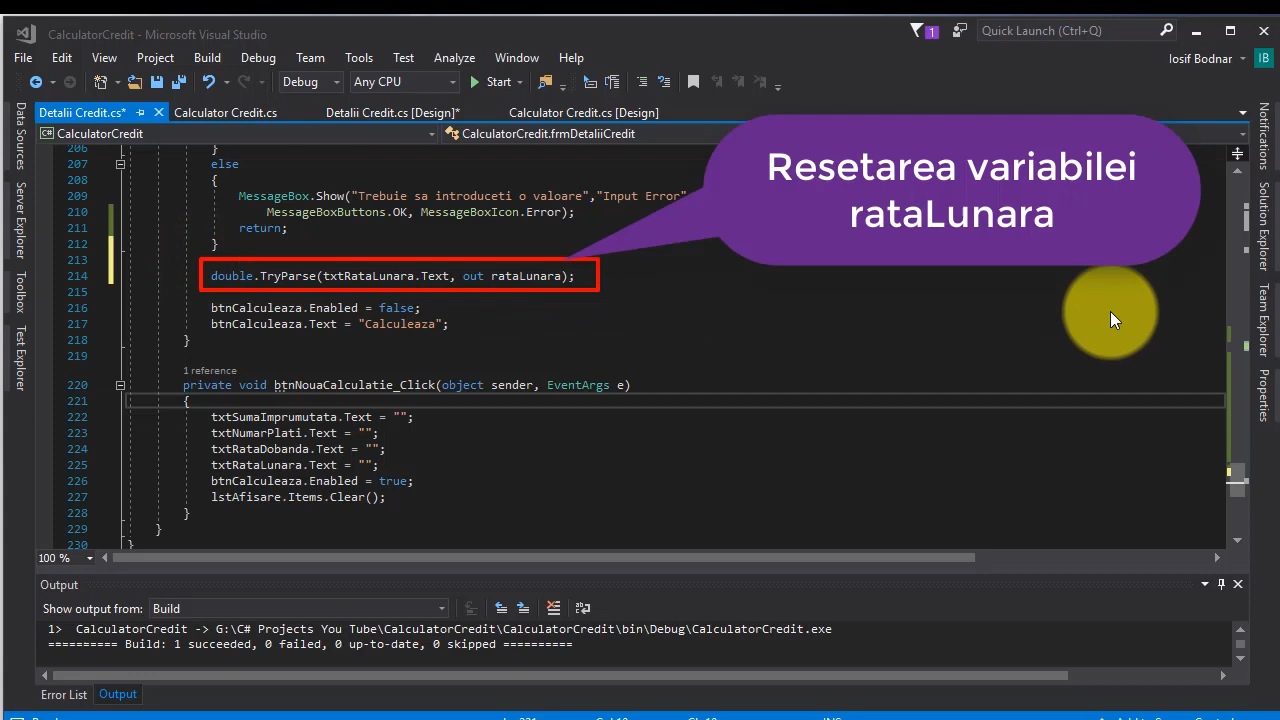 CalculatorCredit - Microsoft Visual Studio
1
Quick Launch (Ctrl+Q)
File Edit View Project Build Debug Team Tools Test Analyze Window Help
Iosif Bodnar
IB
Debug Any CPU Start
Detalii Credit.cs* Calculator Credit.cs Detalii Credit.cs [Design]* Calculator Credit.cs [Design]
CalculatorCredit CalculatorCredit.frmDetaliiCredit
Data Sources
Server Explorer
Toolbox
Test Explorer
Notifications
Solution Explorer
Team Explorer
Properties
Resetarea variabilei
rataLunara
206 }
207 else
208 {
209 MessageBox.Show("Trebuie sa introduceti o valoare","Input Error"
210 MessageBoxButtons.OK, MessageBoxIcon.Error);
211 return;
212 }
213
214 double.TryParse(txtRataLunara.Text, out rataLunara);
215
216 btnCalculeaza.Enabled = false;
217 btnCalculeaza.Text = "Calculeaza";
218 }
219
1 reference
220 private void btnNouaCalculatie_Click(object sender, EventArgs e)
221 {
222 txtSumaImprumutata.Text = "";
223 txtNumarPlati.Text = "";
224 txtRataDobanda.Text = "";
225 txtRataLunara.Text = "";
226 btnCalculeaza.Enabled = true;
227 lstAfisare.Items.Clear();
228 }
229 }
230 }
100 %
Output
Show output from: Build
1> CalculatorCredit -> G:\C# Projects You Tube\CalculatorCredit\CalculatorCredit\bin\Debug\CalculatorCredit.exe
========== Build: 1 succeeded, 0 failed, 0 up-to-date, 0 skipped ==========
Error List Output